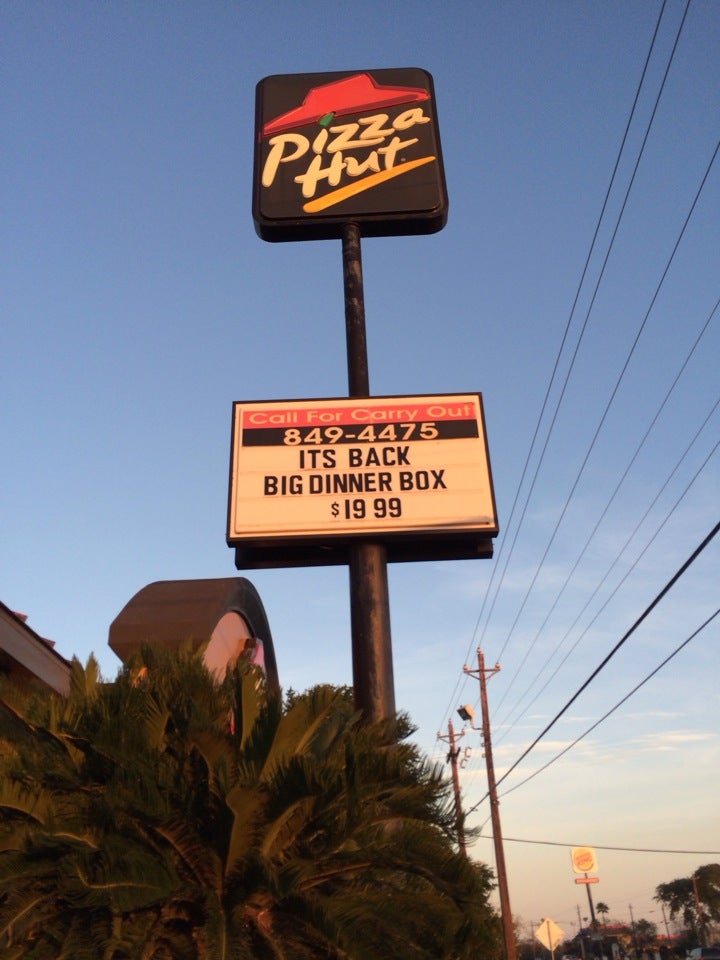 Pizza
Hut
Call For Carry Out
849-4475
ITS BACK
BIG DINNER BOX
$19 99